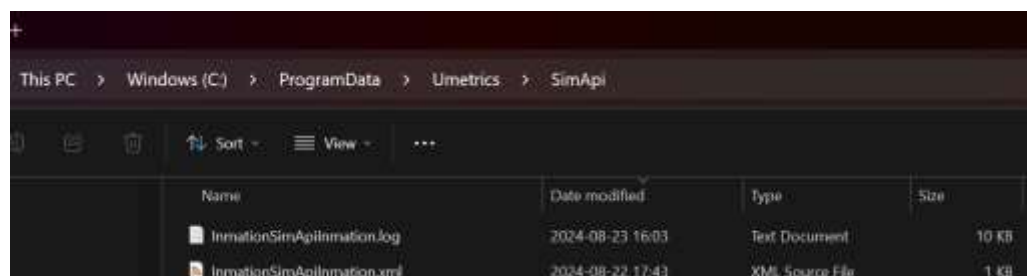 +
This PC > Windows (C:) > ProgramData > Umetrics > SimApi
Sort View ...
Name Date modified Type Size
InmationSimApiInmation.log 2024-08-23 16:03 Text Document 10 KB
InmationSimApiInmation.xml 2024-08-22 17:43 XML Source File 1 KB